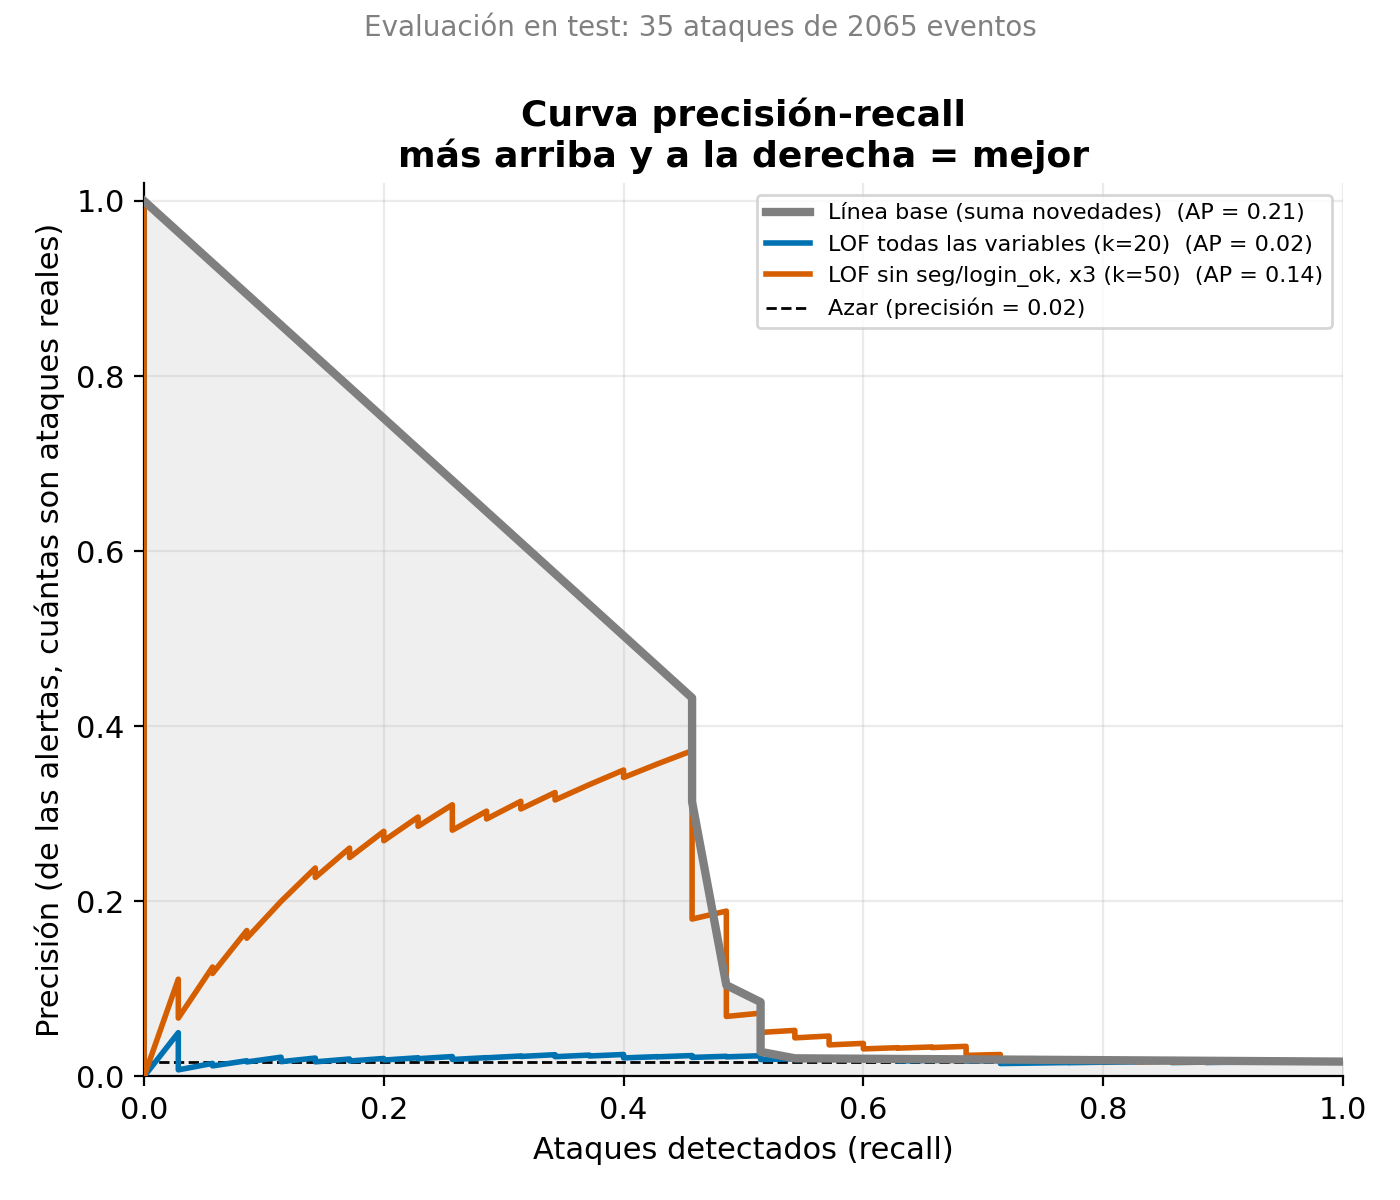 Evaluación en test: 35 ataques de 2065 eventos
Curva precisión-recall
más arriba y a la derecha = mejor
Línea base (suma novedades)  (AP = 0.21)
LOF todas las variables (k=20)  (AP = 0.02)
LOF sin seg/login_ok, x3 (k=50)  (AP = 0.14)
Azar (precisión = 0.02)
Precisión (de las alertas, cuántas son ataques reales)
1.0
0.8
0.6
0.4
0.2
0.0
0.0 0.2 0.4 0.6 0.8 1.0
Ataques detectados (recall)